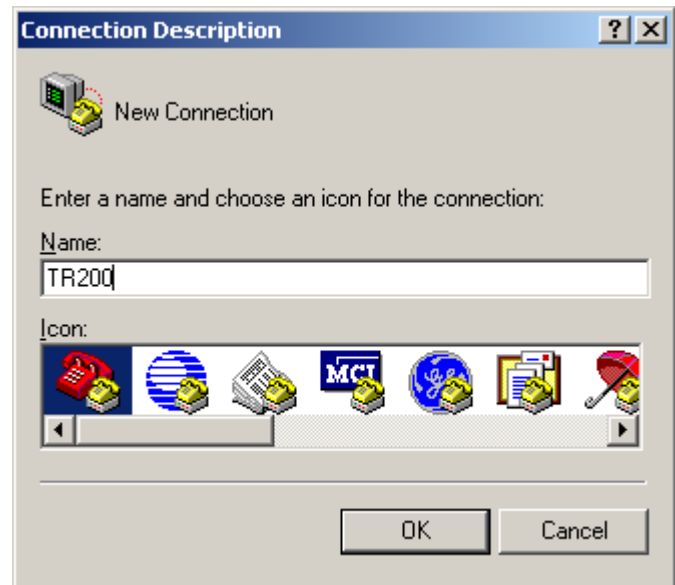 Connection Description
New Connection
Enter a name and choose an icon for the connection:
Name:
TR200
Icon:
MCI
OK Cancel